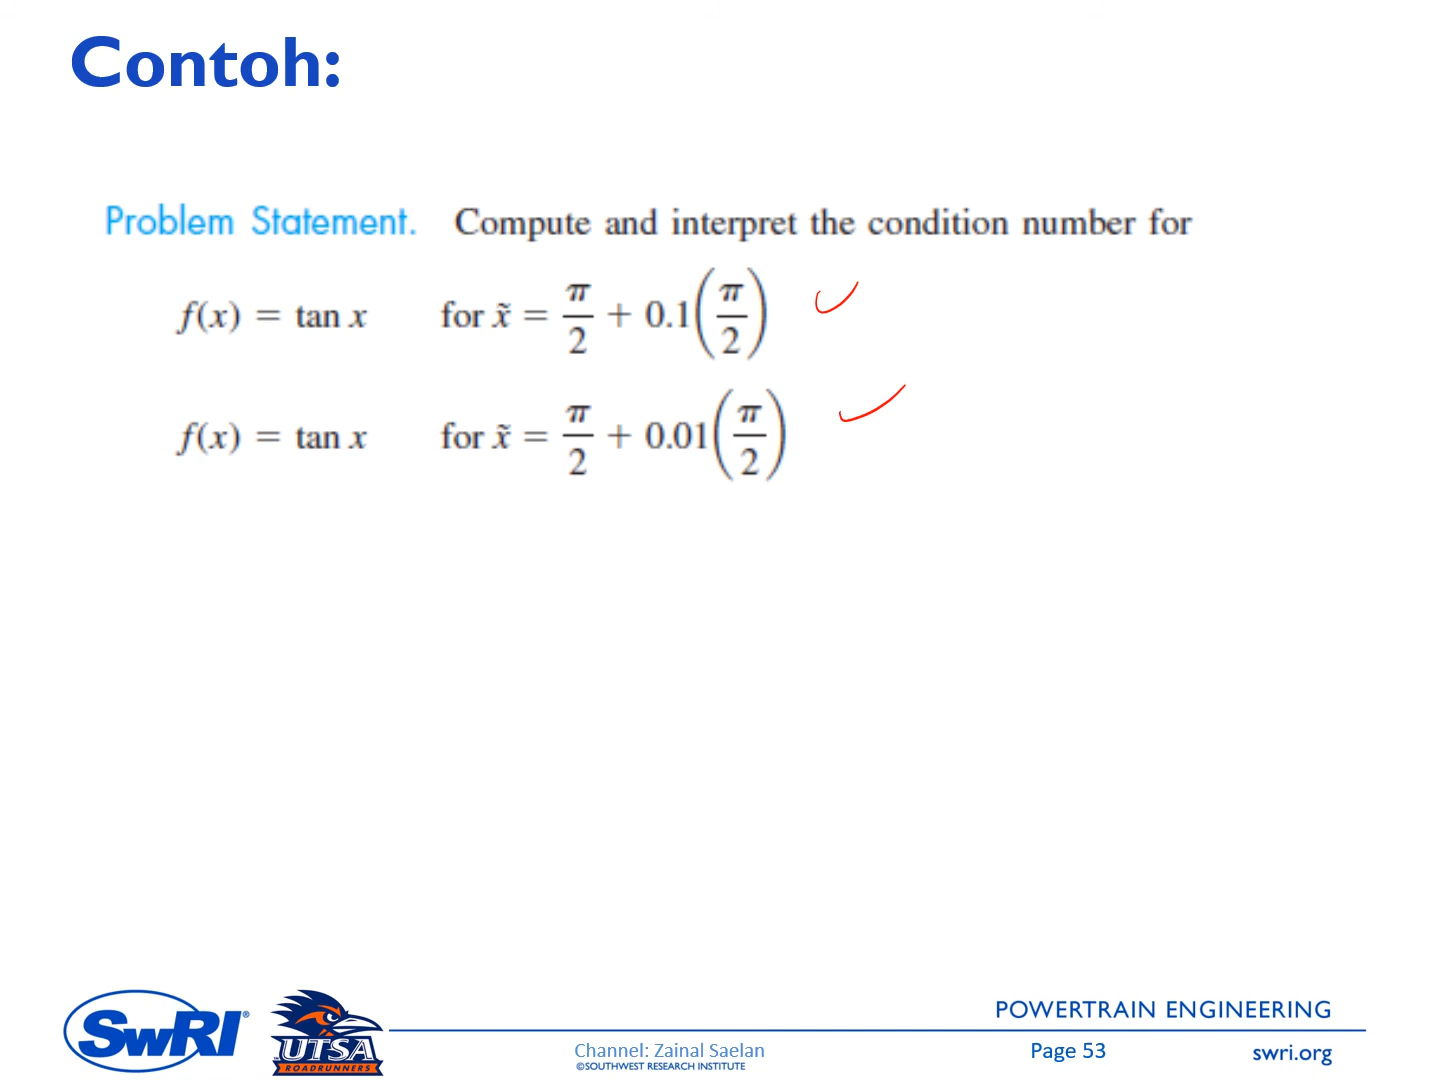 Contoh:
Problem Statement. Compute and interpret the condition number for
f(x) = tan x for x̃ = π/2 + 0.1(π/2)
f(x) = tan x for x̃ = π/2 + 0.01(π/2)
POWERTRAIN ENGINEERING
SwRI®
UTSA
ROADRUNNERS
Channel: Zainal Saelan
©SOUTHWEST RESEARCH INSTITUTE
Page 53
swri.org